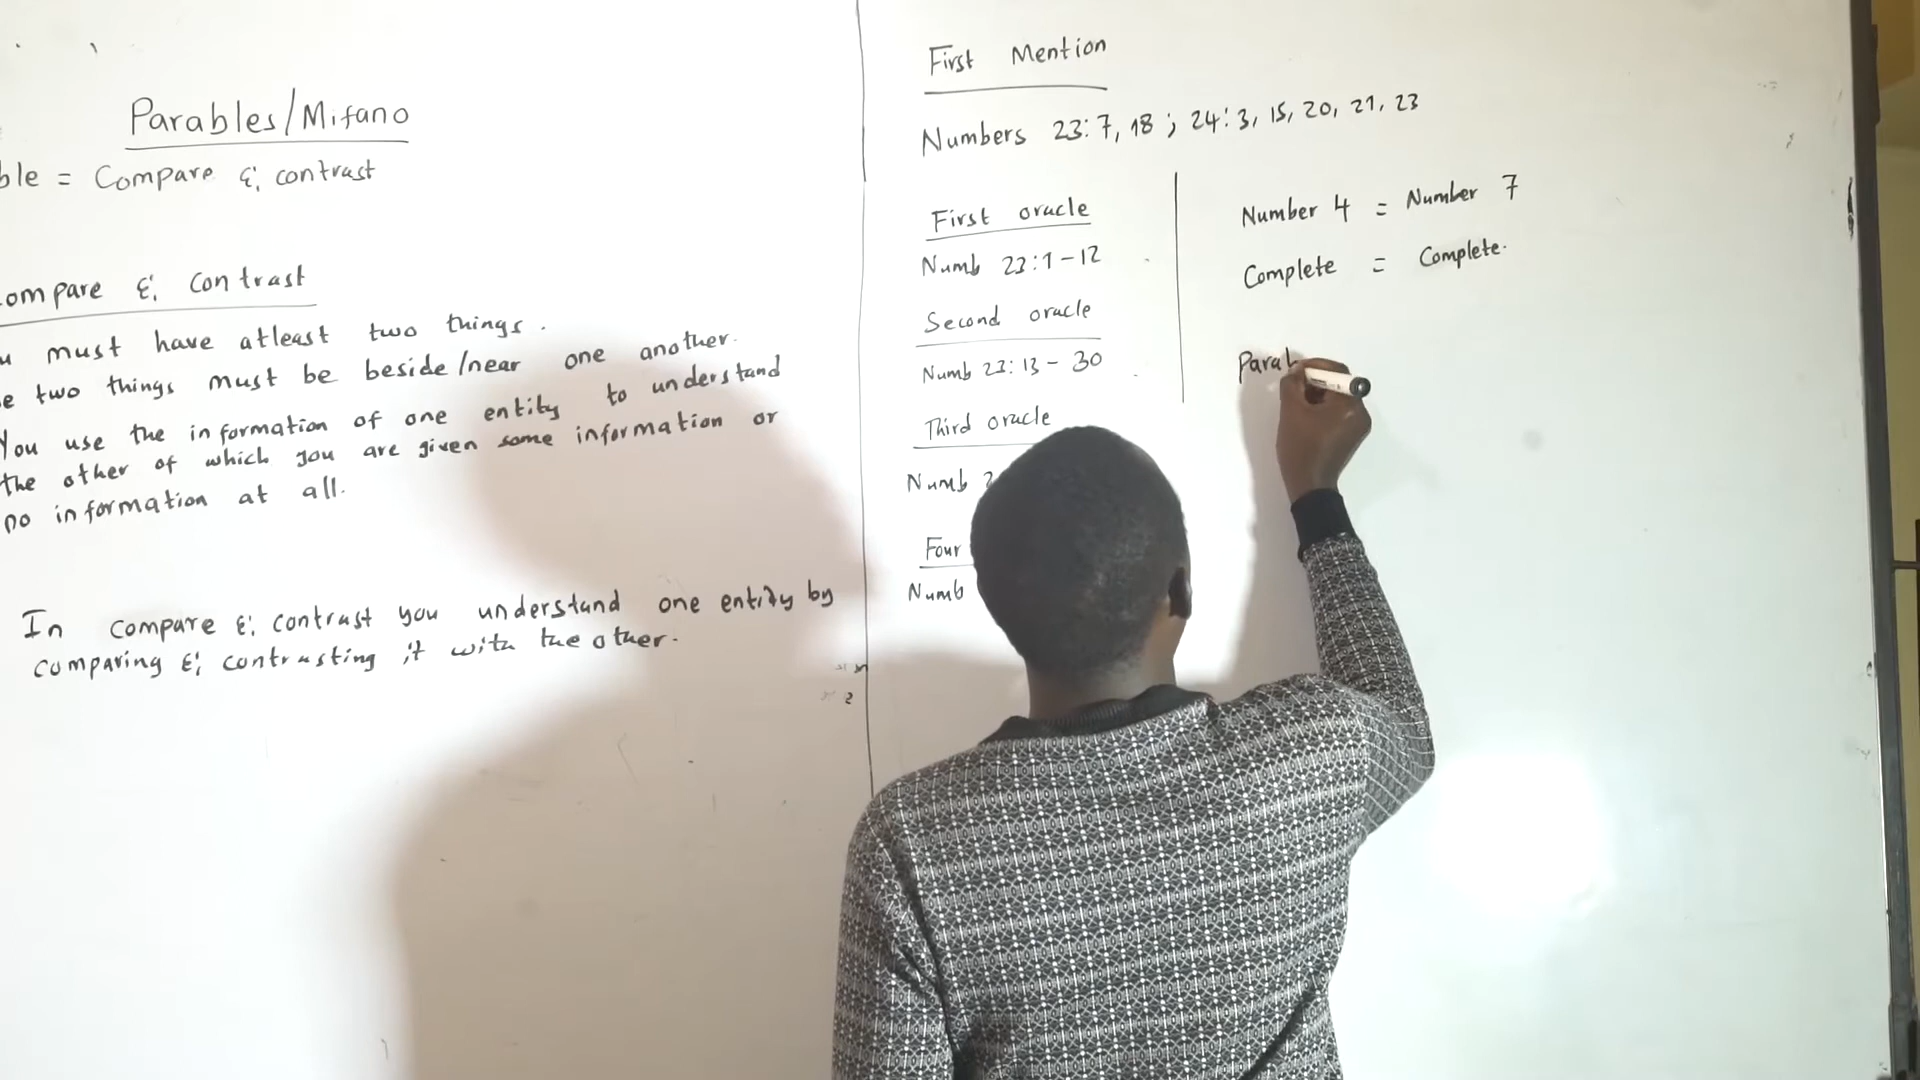 Parables/Mifano
= Compare & contrast
Compare & contrast
must have atleast two things.
two things must be beside/near one another.
You use the information of one entity to understand
the other of which you are given some information or
no information at all.
In compare & contrast you understand one entity by
comparing & contrasting it with the other.
First Mention
Numbers 23:7, 18 ; 24:3, 15, 20, 21, 23
First oracle
Numb 23:1-12
Second oracle
Numb 23:13-30
Third oracle
Numb
Four
Numb
Number 4 = Number 7
Complete = Complete.
Parab